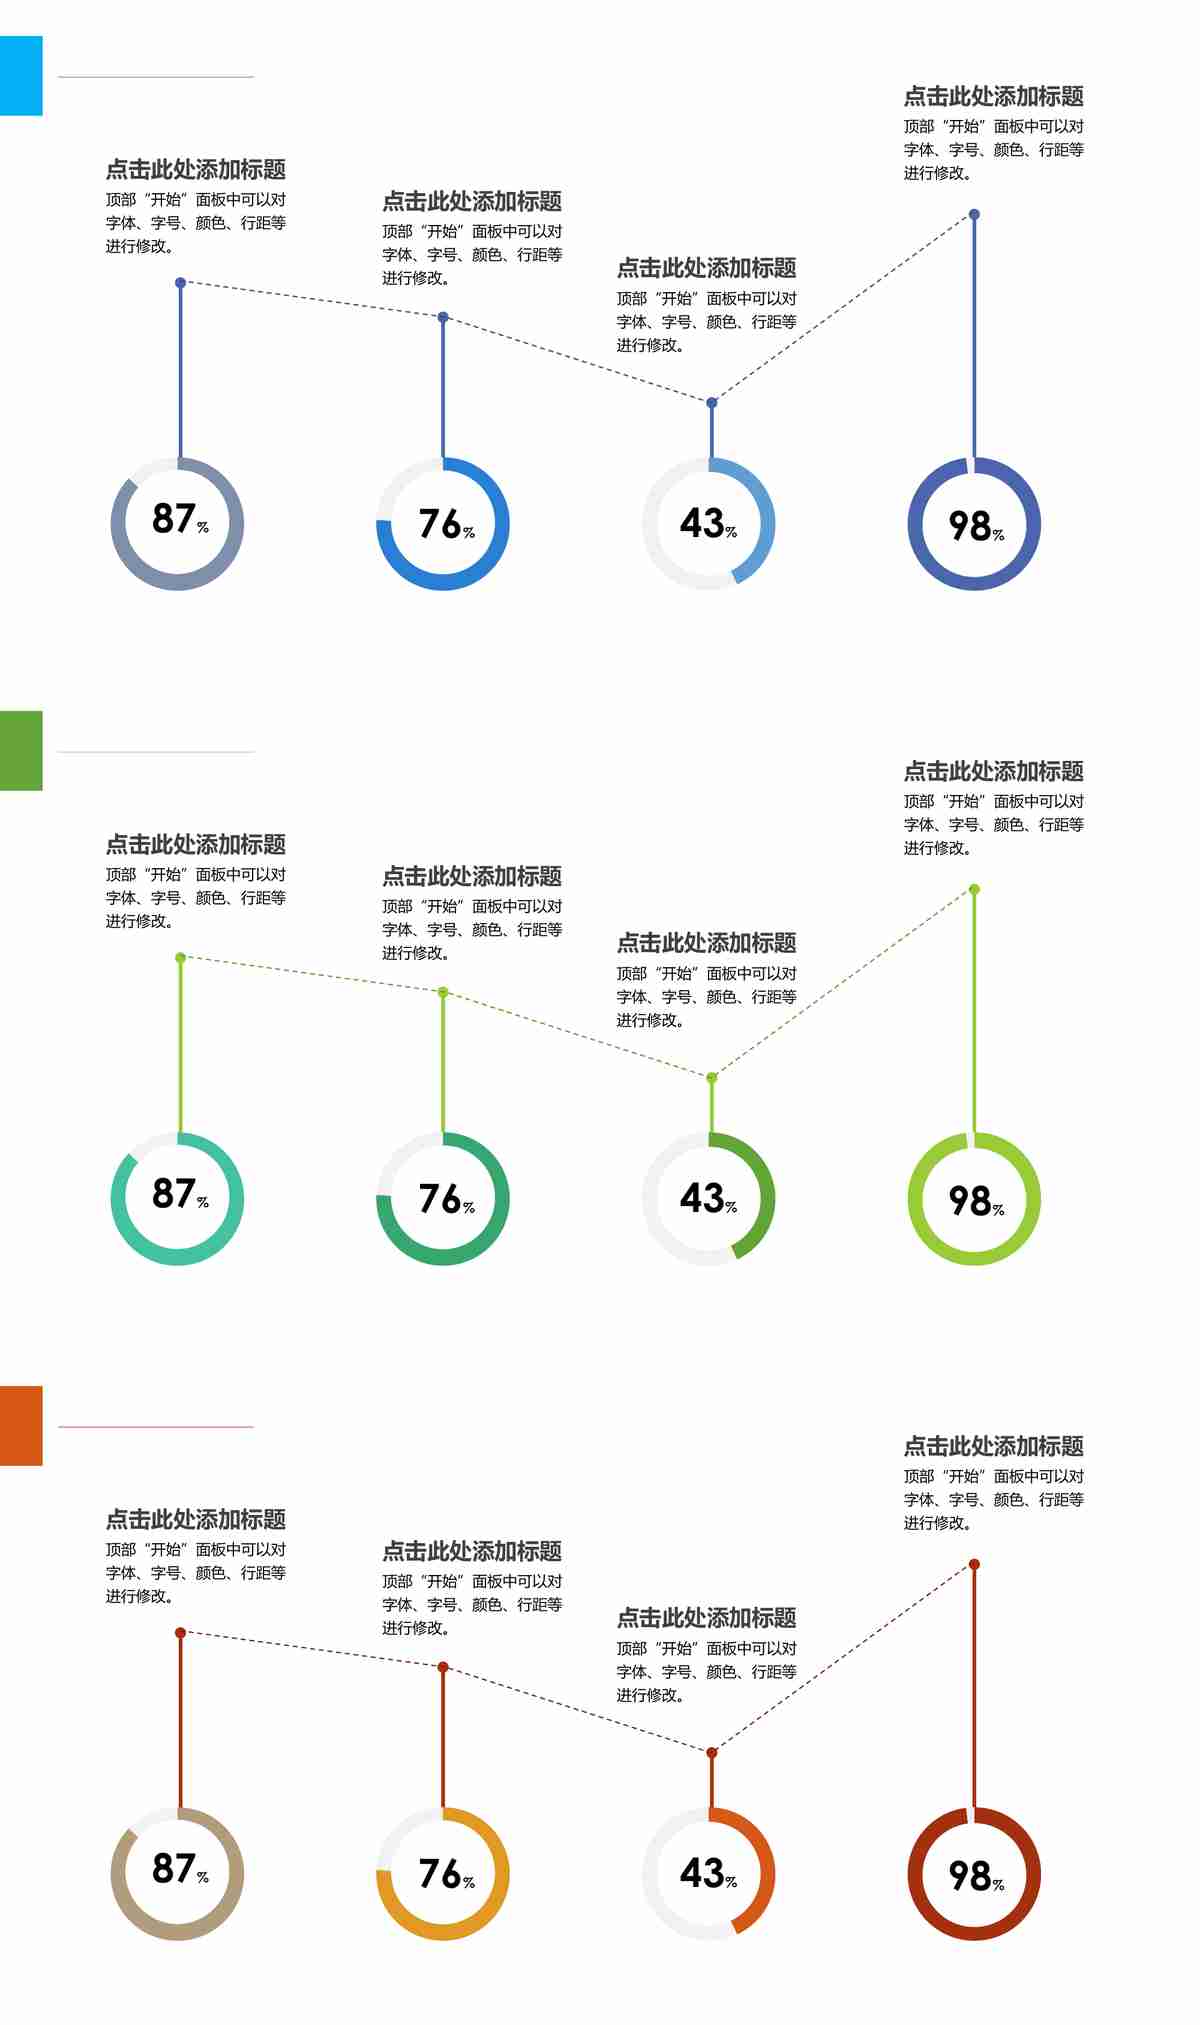 点击此处添加标题
顶部“开始”面板中可以对
字体、字号、颜色、行距等
进行修改。
点击此处添加标题
顶部“开始”面板中可以对
字体、字号、颜色、行距等
进行修改。
点击此处添加标题
顶部“开始”面板中可以对
字体、字号、颜色、行距等
进行修改。
点击此处添加标题
顶部“开始”面板中可以对
字体、字号、颜色、行距等
进行修改。
87%
76%
43%
98%
点击此处添加标题
顶部“开始”面板中可以对
字体、字号、颜色、行距等
进行修改。
点击此处添加标题
顶部“开始”面板中可以对
字体、字号、颜色、行距等
进行修改。
点击此处添加标题
顶部“开始”面板中可以对
字体、字号、颜色、行距等
进行修改。
点击此处添加标题
顶部“开始”面板中可以对
字体、字号、颜色、行距等
进行修改。
87%
76%
43%
98%
点击此处添加标题
顶部“开始”面板中可以对
字体、字号、颜色、行距等
进行修改。
点击此处添加标题
顶部“开始”面板中可以对
字体、字号、颜色、行距等
进行修改。
点击此处添加标题
顶部“开始”面板中可以对
字体、字号、颜色、行距等
进行修改。
点击此处添加标题
顶部“开始”面板中可以对
字体、字号、颜色、行距等
进行修改。
87%
76%
43%
98%